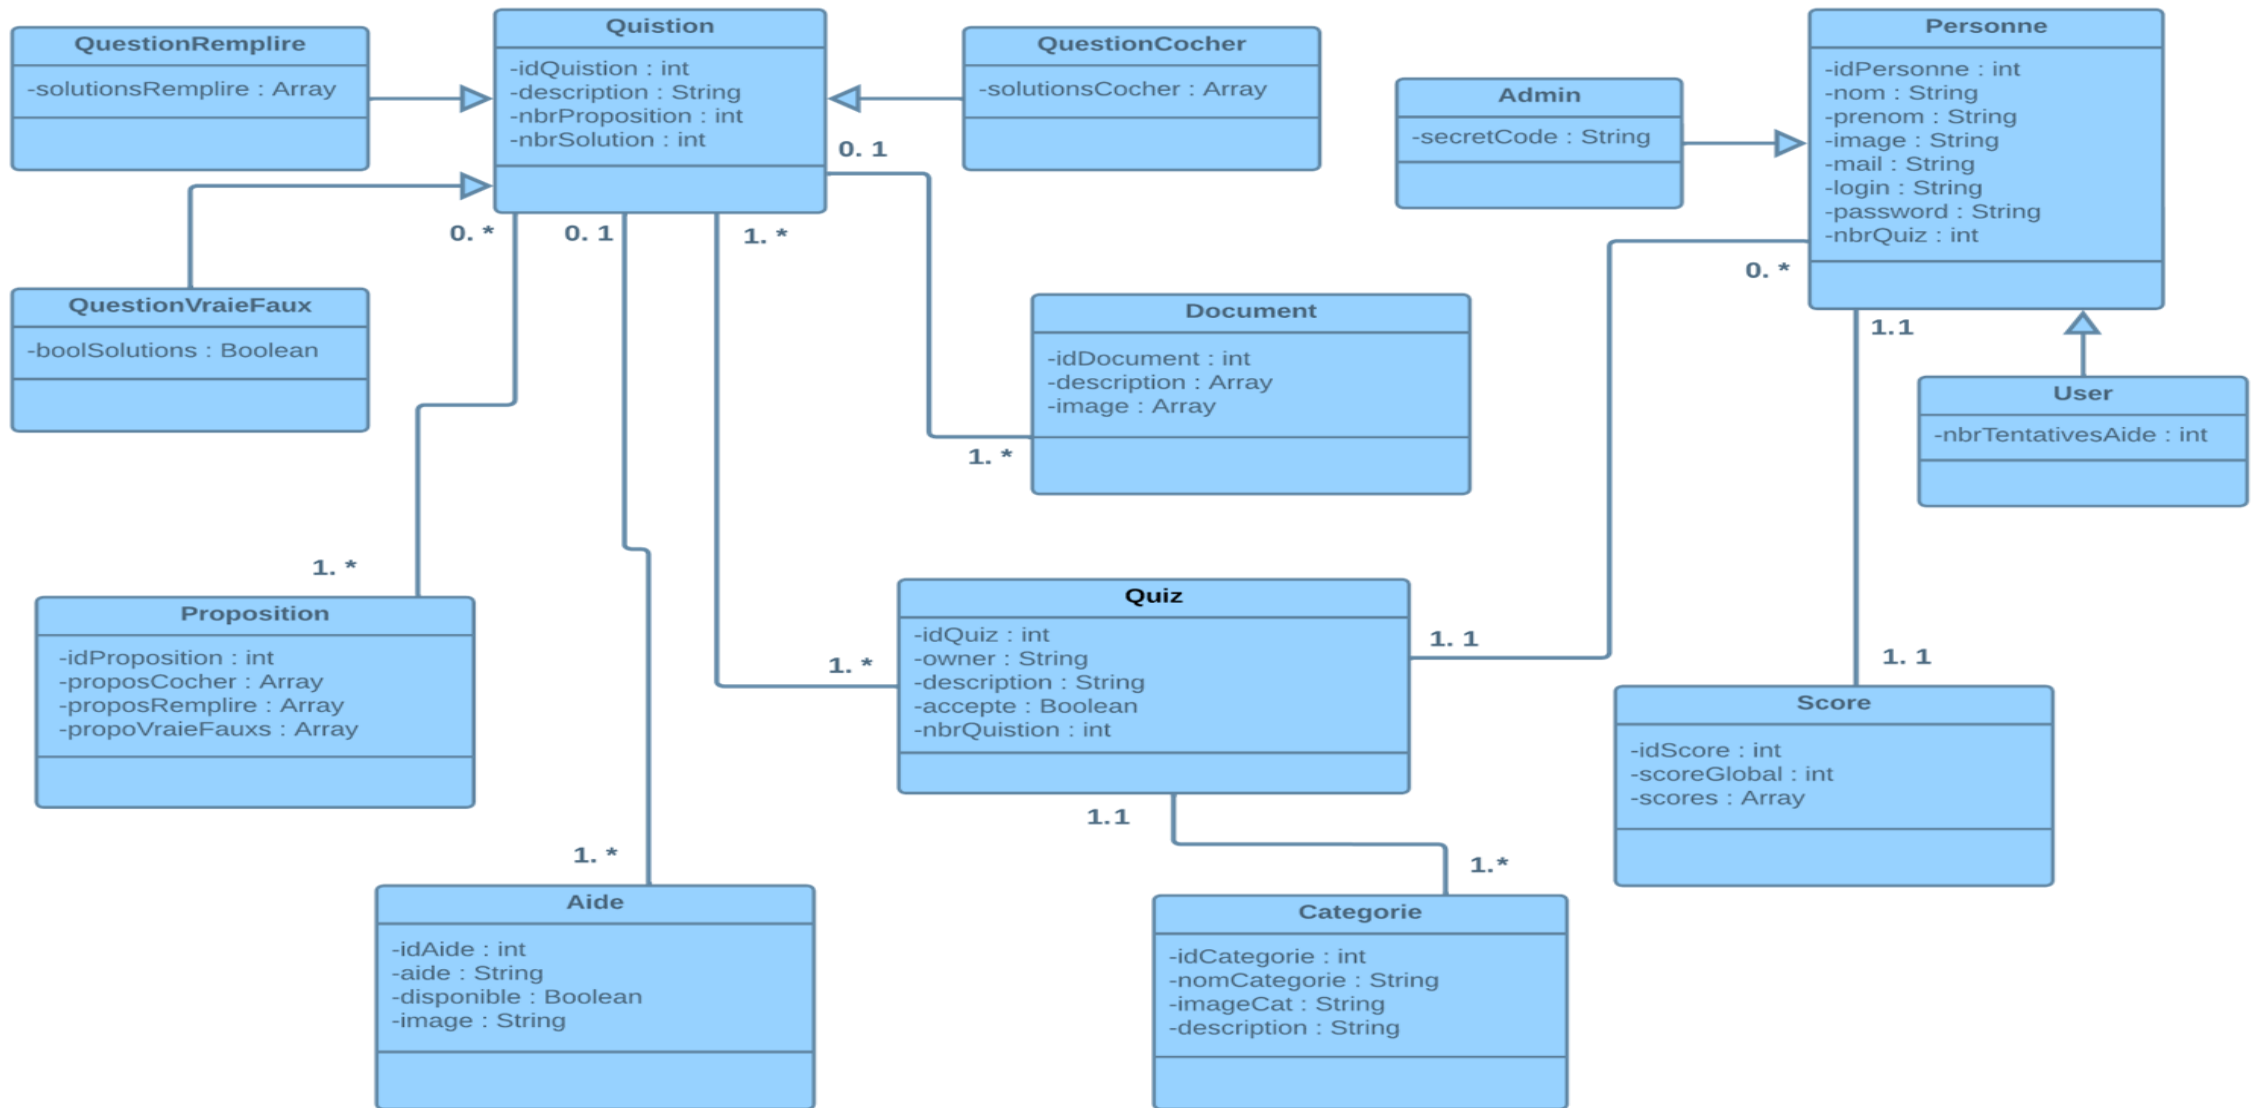 QuestionRemplire
-solutionsRemplire : Array
Quistion
-idQuistion : int
-description : String
-nbrProposition : int
-nbrSolution : int
QuestionCocher
-solutionsCocher : Array
Admin
-secretCode : String
Personne
-idPersonne : int
-nom : String
-prenom : String
-image : String
-mail : String
-login : String
-password : String
-nbrQuiz : int
0. 1
0. *
0. 1
1. *
0. *
QuestionVraieFaux
-boolSolutions : Boolean
Document
-idDocument : int
-description : Array
-image : Array
1. *
1.1
User
-nbrTentativesAide : int
1. *
Proposition
-idProposition : int
-proposCocher : Array
-proposRemplire : Array
-propoVraieFauxs : Array
Quiz
-idQuiz : int
-owner : String
-description : String
-accepte : Boolean
-nbrQuistion : int
1. *
1. 1
1. 1
Score
-idScore : int
-scoreGlobal : int
-scores : Array
1.1
1.*
1. *
Aide
-idAide : int
-aide : String
-disponible : Boolean
-image : String
Categorie
-idCategorie : int
-nomCategorie : String
-imageCat : String
-description : String